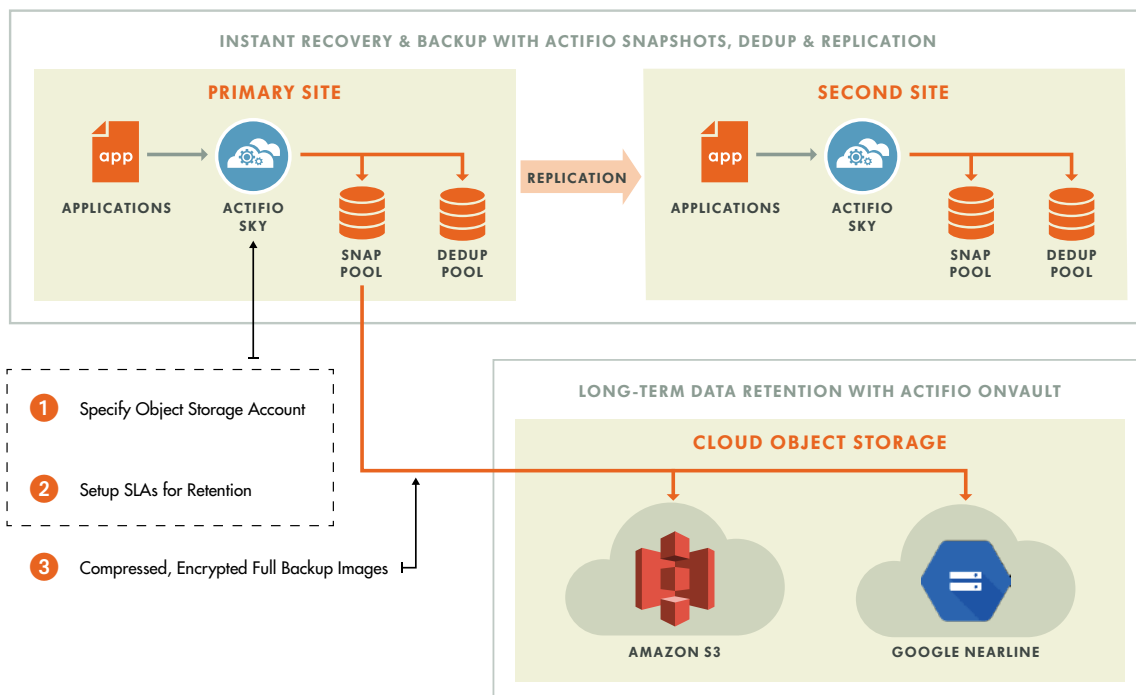 INSTANT RECOVERY & BACKUP WITH ACTIFIO SNAPSHOTS, DEDUP & REPLICATION
PRIMARY SITE
app
APPLICATIONS
ACTIFIO
SKY
SNAP
POOL
DEDUP
POOL
REPLICATION
SECOND SITE
app
APPLICATIONS
ACTIFIO
SKY
SNAP
POOL
DEDUP
POOL
1 Specify Object Storage Account
2 Setup SLAs for Retention
3 Compressed, Encrypted Full Backup Images
LONG-TERM DATA RETENTION WITH ACTIFIO ONVAULT
CLOUD OBJECT STORAGE
AMAZON S3
GOOGLE NEARLINE